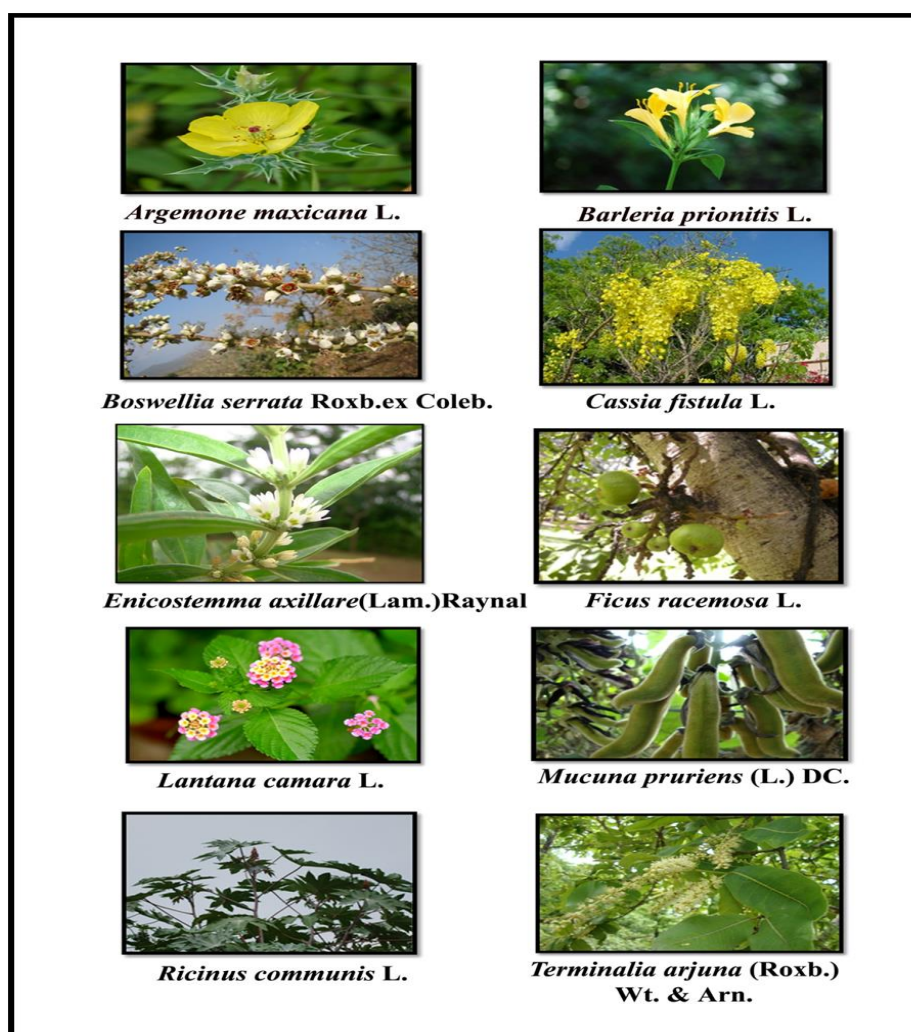 Argemone maxicana L.
Barleria prionitis L.
Boswellia serrata Roxb.ex Coleb.
Cassia fistula L.
Enicostemma axillare(Lam.)Raynal
Ficus racemosa L.
Lantana camara L.
Mucuna pruriens (L.) DC.
Ricinus communis L.
Terminalia arjuna (Roxb.)
Wt. & Arn.